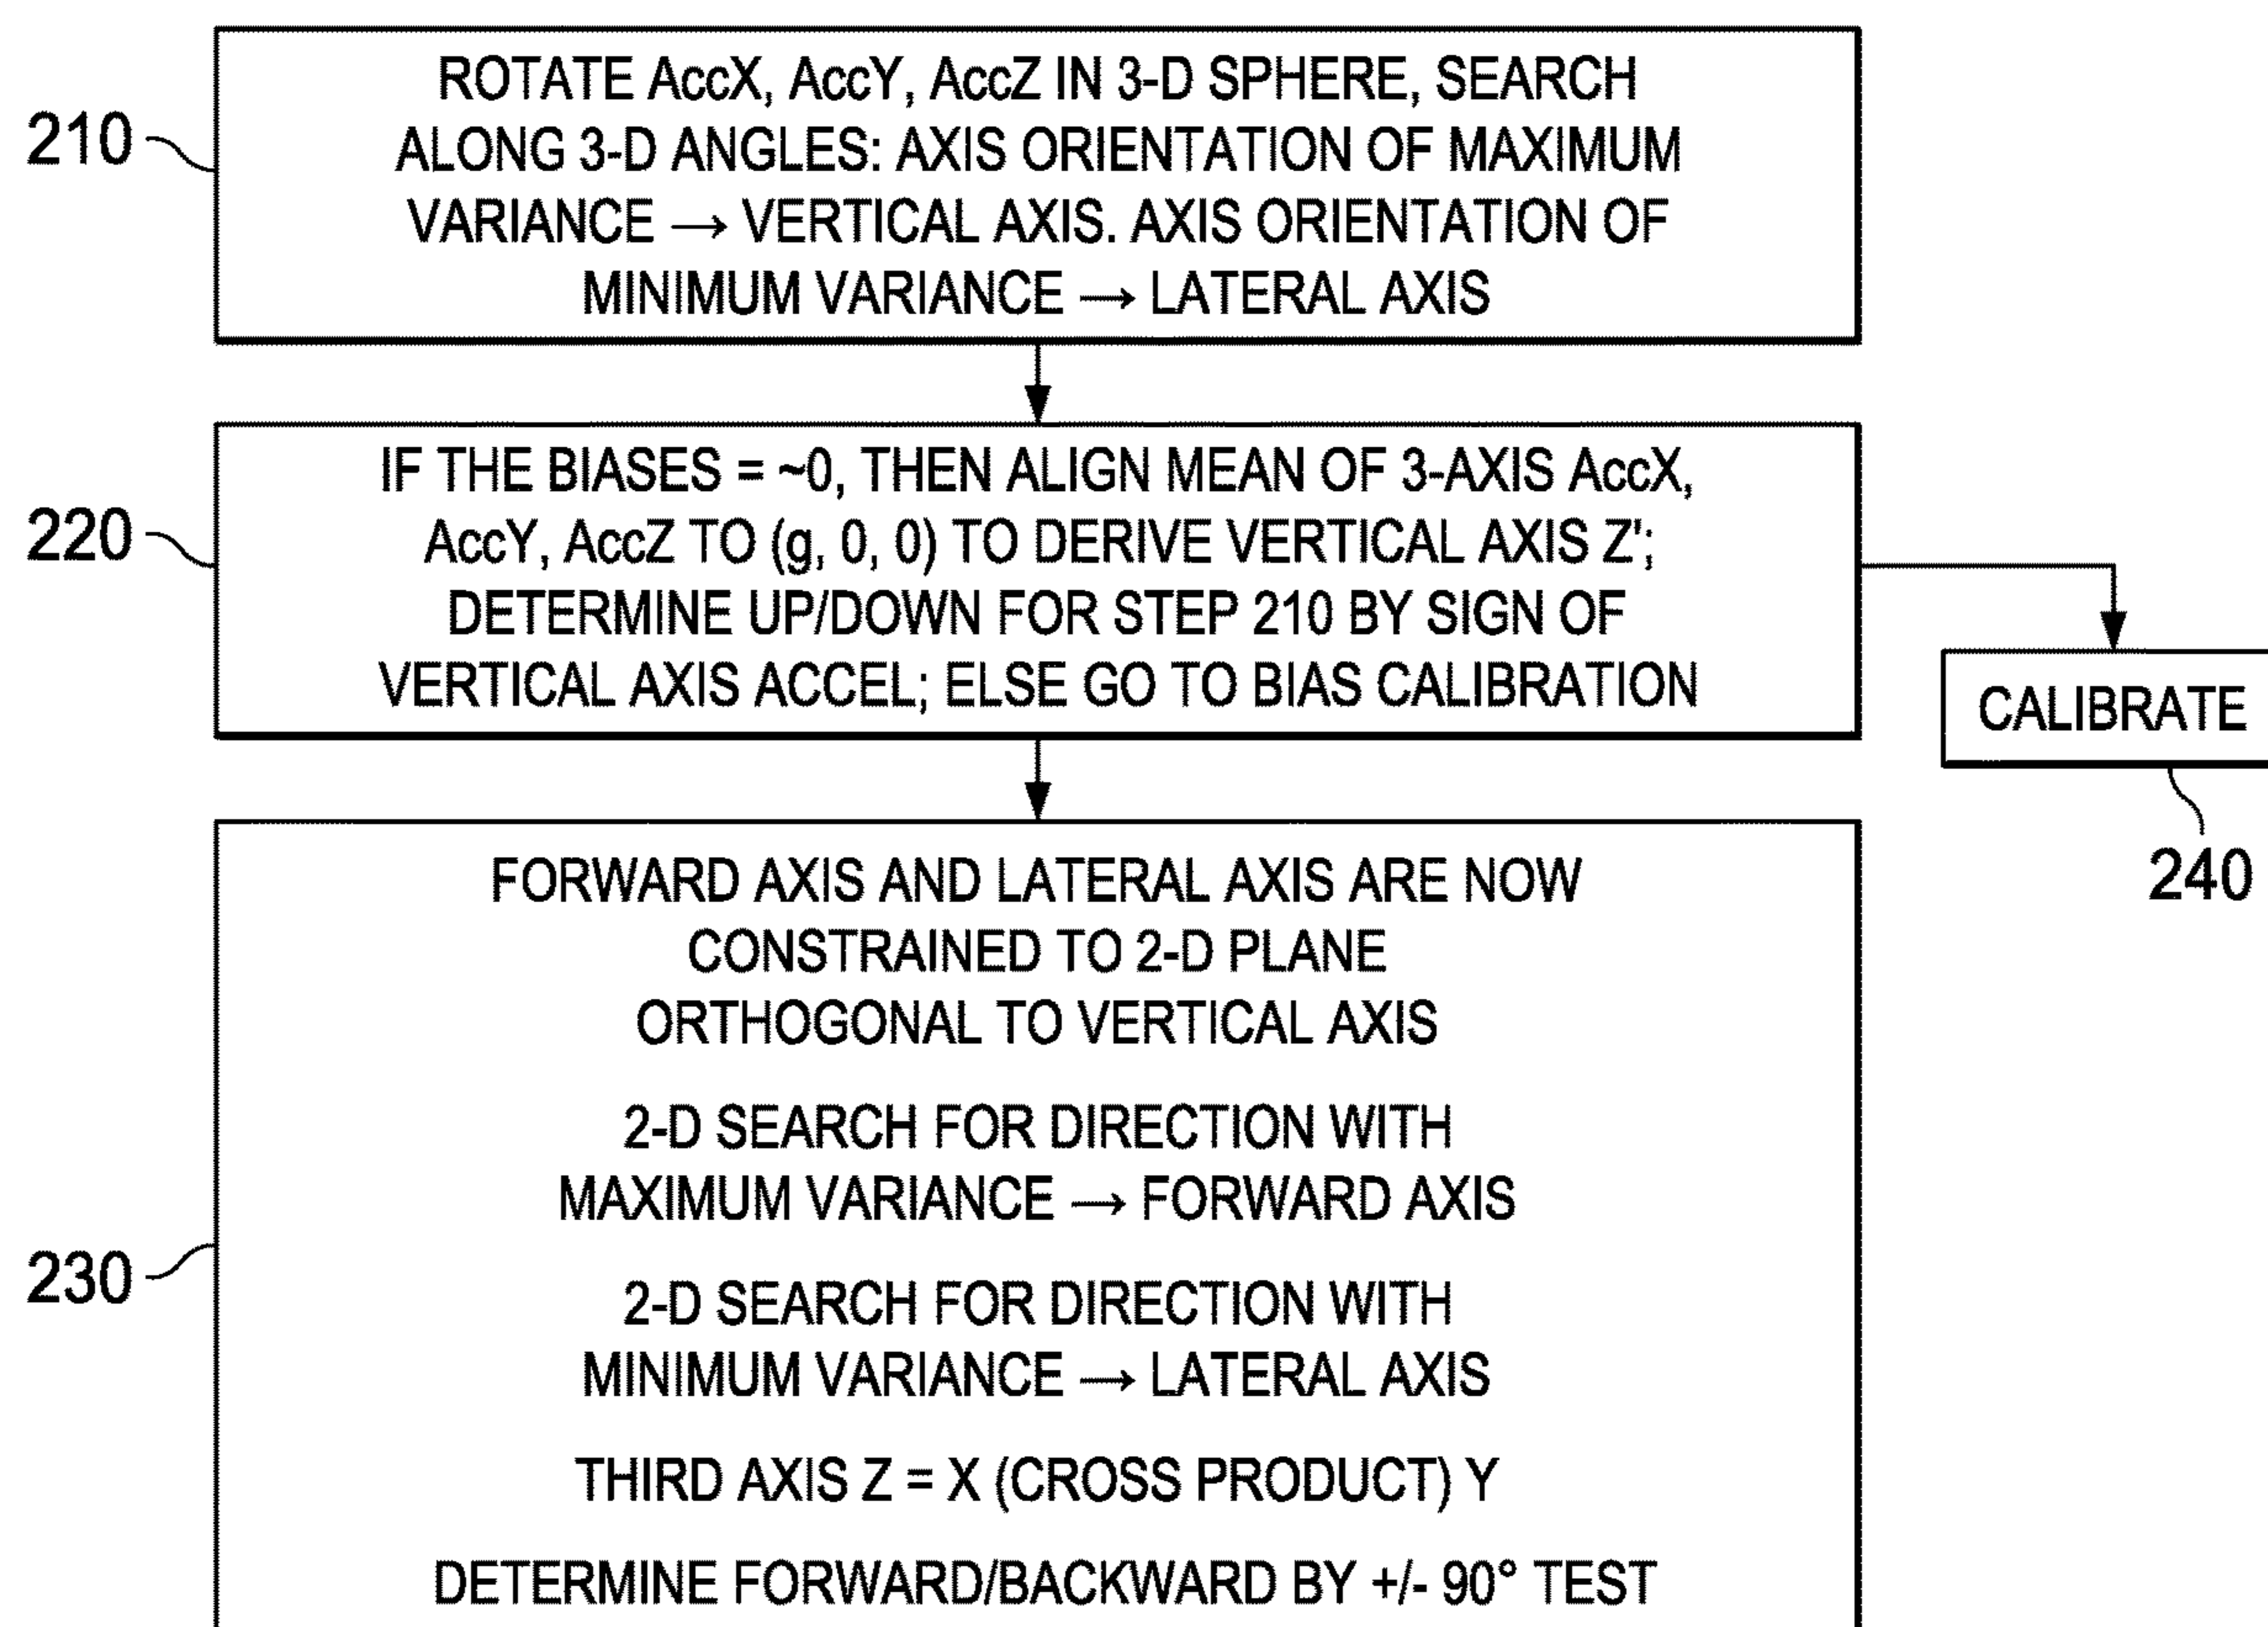 210
ROTATE AccX, AccY, AccZ IN 3-D SPHERE, SEARCH
ALONG 3-D ANGLES: AXIS ORIENTATION OF MAXIMUM
VARIANCE → VERTICAL AXIS. AXIS ORIENTATION OF
MINIMUM VARIANCE → LATERAL AXIS
220
IF THE BIASES = ~0, THEN ALIGN MEAN OF 3-AXIS AccX,
AccY, AccZ TO (g, 0, 0) TO DERIVE VERTICAL AXIS Z';
DETERMINE UP/DOWN FOR STEP 210 BY SIGN OF
VERTICAL AXIS ACCEL; ELSE GO TO BIAS CALIBRATION
CALIBRATE
240
230
FORWARD AXIS AND LATERAL AXIS ARE NOW
CONSTRAINED TO 2-D PLANE
ORTHOGONAL TO VERTICAL AXIS
2-D SEARCH FOR DIRECTION WITH
MAXIMUM VARIANCE → FORWARD AXIS
2-D SEARCH FOR DIRECTION WITH
MINIMUM VARIANCE → LATERAL AXIS
THIRD AXIS Z = X (CROSS PRODUCT) Y
DETERMINE FORWARD/BACKWARD BY +/- 90° TEST